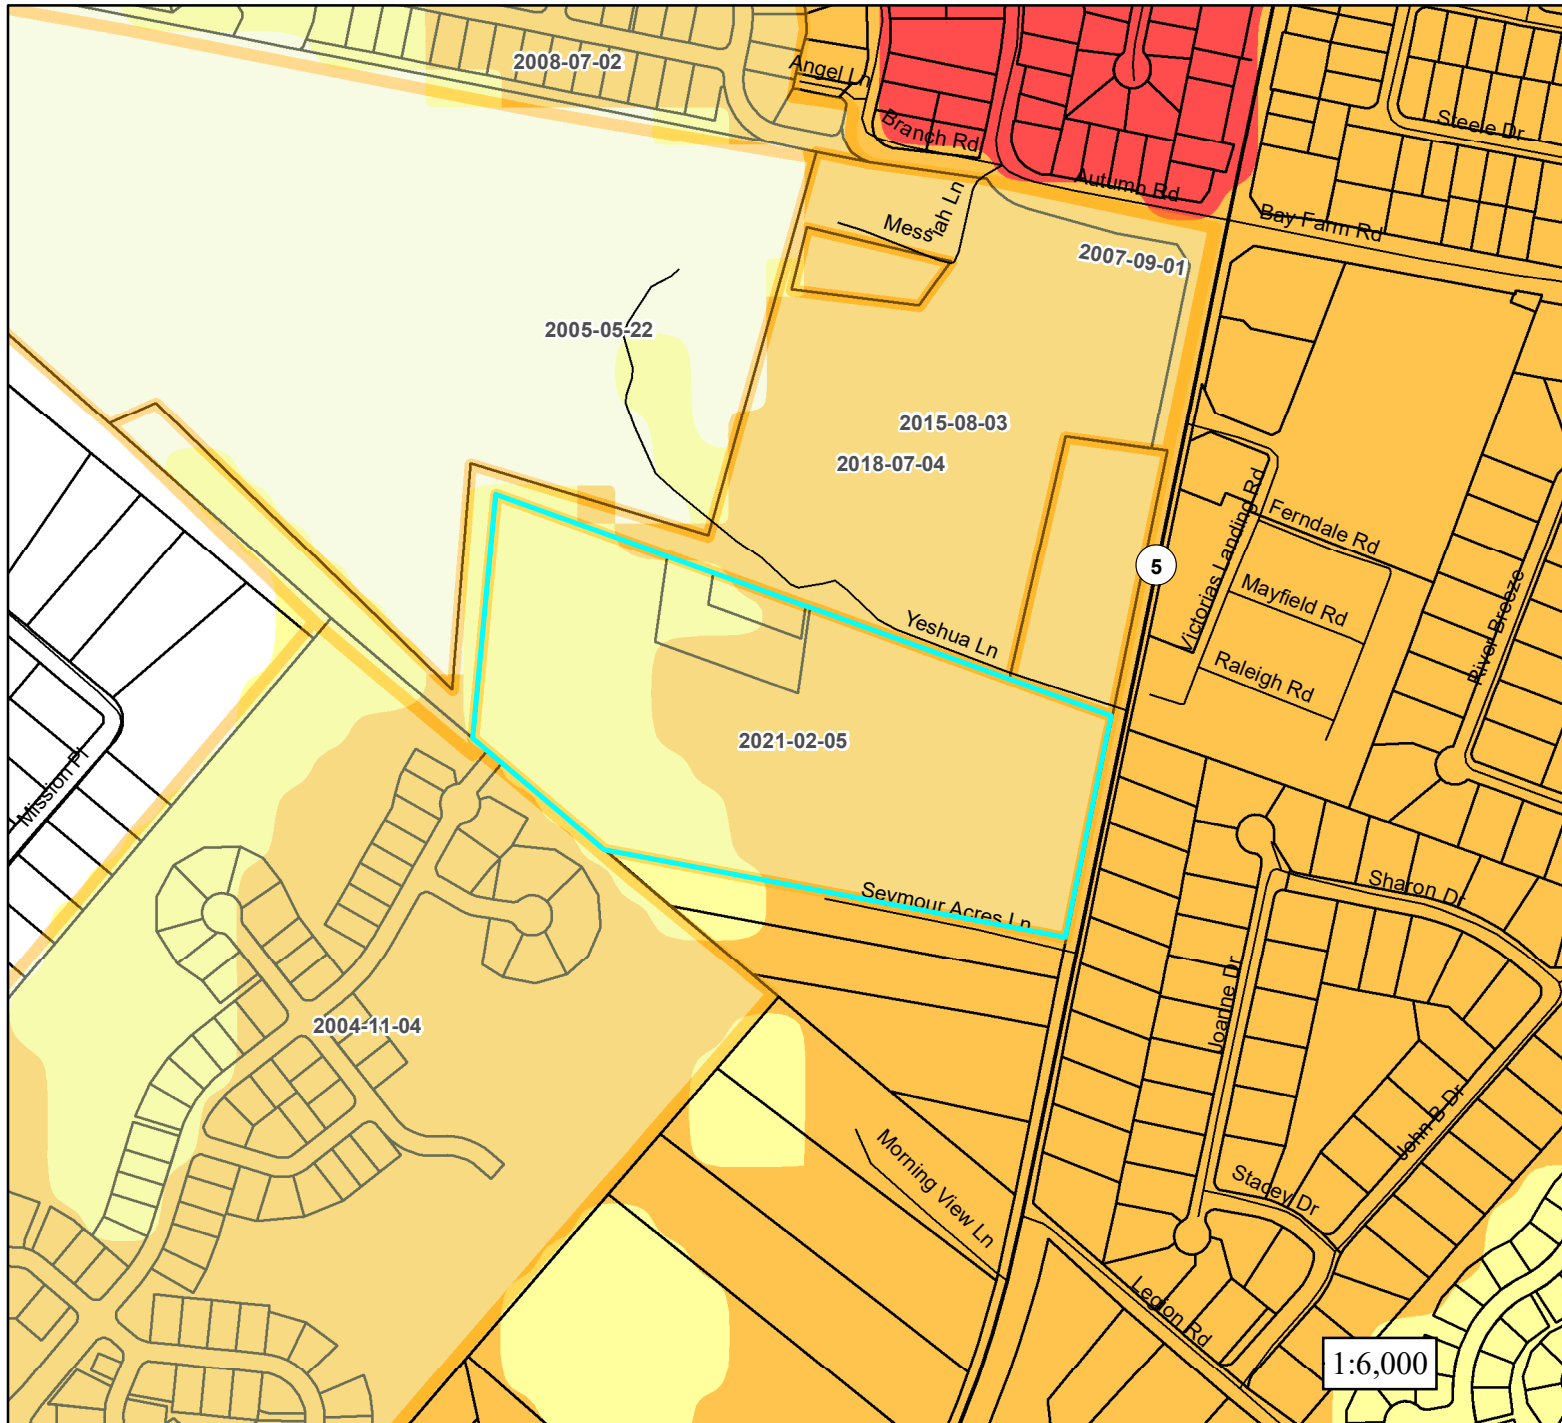 2008-07-02
Angel Ln
Branch Rd
Steele Dr
Autumn Rd
Messiah Ln
Bay Farm Rd
2007-09-01
2005-05-22
2015-08-03
2018-07-04
Victorias Landing Rd
Ferndale Rd
5
Mayfield Rd
River Breeze
Yeshua Ln
Raleigh Rd
2021-02-05
Mission Pl
Sharon Dr
Seymour Acres Ln
Joanne Dr
2004-11-04
John B Dr
Morning View Ln
Stacey Dr
Legion Rd
1:6,000